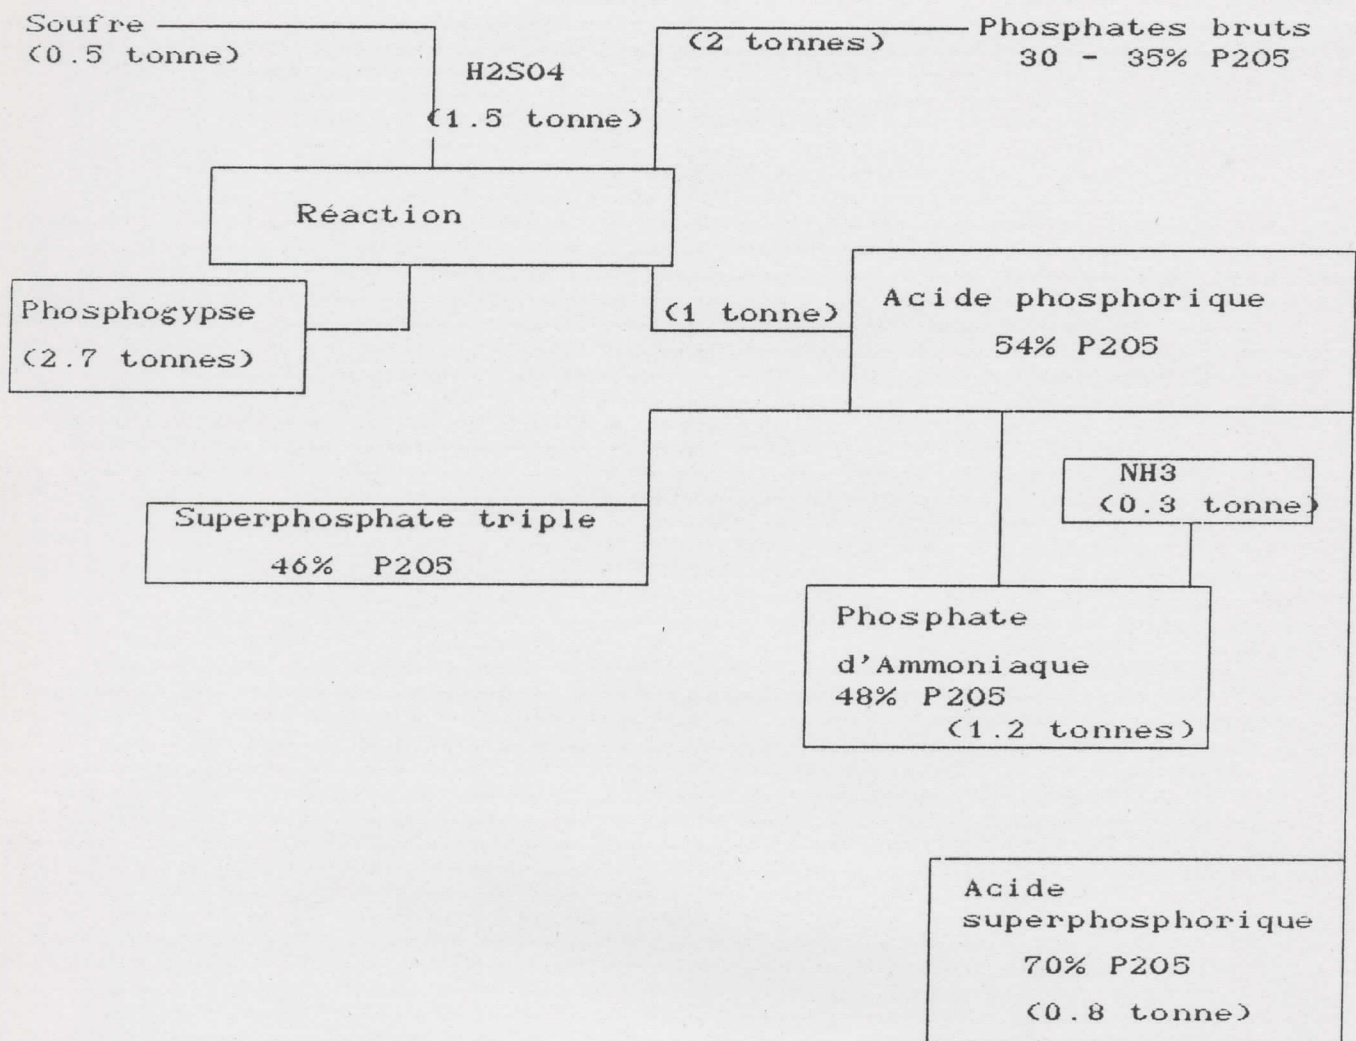 Soufre
(0.5 tonne)
H2SO4
(1.5 tonne)
(2 tonnes)
Phosphates bruts
30 - 35% P2O5
Réaction
Phosphogypse
(2.7 tonnes)
(1 tonne)
Acide phosphorique
54% P2O5
NH3
(0.3 tonne)
Superphosphate triple
46% P2O5
Phosphate
d'Ammoniaque
48% P2O5
(1.2 tonnes)
Acide
superphosphorique
70% P2O5
(0.8 tonne)